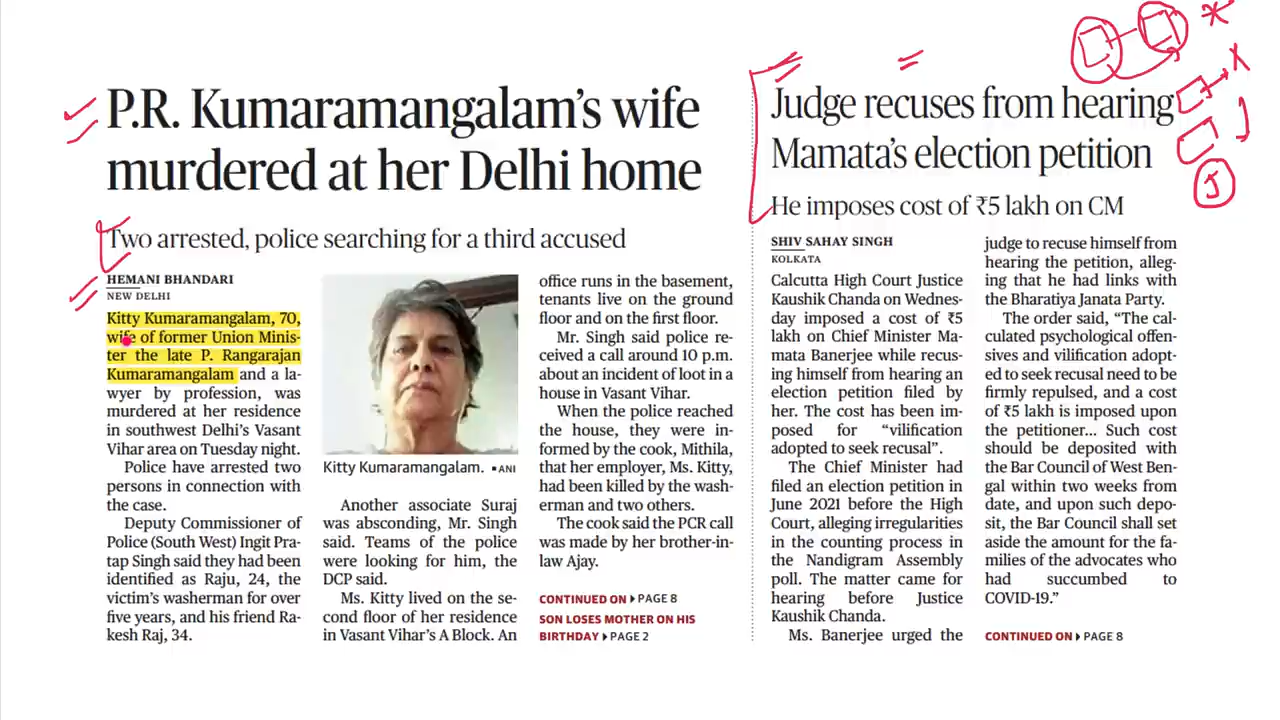 P.R. Kumaramangalam's wife
murdered at her Delhi home
Two arrested, police searching for a third accused
HEMANI BHANDARI
NEW DELHI
Kitty Kumaramangalam, 70,
wife of former Union Minis-
ter the late P. Rangarajan
Kumaramangalam and a la-
wyer by profession, was
murdered at her residence
in southwest Delhi's Vasant
Vihar area on Tuesday night.
Police have arrested two
persons in connection with
the case.
Deputy Commissioner of
Police (South West) Ingit Pra-
tap Singh said they had been
identified as Raju, 24, the
victim's washerman for over
five years, and his friend Ra-
kesh Raj, 34.
Kitty Kumaramangalam. ▪ANI
Another associate Suraj
was absconding, Mr. Singh
said. Teams of the police
were looking for him, the
DCP said.
Ms. Kitty lived on the se-
cond floor of her residence
in Vasant Vihar's A Block. An
office runs in the basement,
tenants live on the ground
floor and on the first floor.
Mr. Singh said police re-
ceived a call around 10 p.m.
about an incident of loot in a
house in Vasant Vihar.
When the police reached
the house, they were in-
formed by the cook, Mithila,
that her employer, Ms. Kitty,
had been killed by the wash-
erman and two others.
The cook said the PCR call
was made by her brother-in-
law Ajay.
CONTINUED ON ▸ PAGE 8
SON LOSES MOTHER ON HIS
BIRTHDAY ▸ PAGE 2
Judge recuses from hearing
Mamata's election petition
He imposes cost of ₹5 lakh on CM
SHIV SAHAY SINGH
KOLKATA
Calcutta High Court Justice
Kaushik Chanda on Wednes-
day imposed a cost of ₹5
lakh on Chief Minister Ma-
mata Banerjee while recus-
ing himself from hearing an
election petition filed by
her. The cost has been im-
posed for "vilification
adopted to seek recusal".
The Chief Minister had
filed an election petition in
June 2021 before the High
Court, alleging irregularities
in the counting process in
the Nandigram Assembly
poll. The matter came for
hearing before Justice
Kaushik Chanda.
Ms. Banerjee urged the
judge to recuse himself from
hearing the petition, alleg-
ing that he had links with
the Bharatiya Janata Party.
The order said, "The cal-
culated psychological offen-
sives and vilification adopt-
ed to seek recusal need to be
firmly repulsed, and a cost
of ₹5 lakh is imposed upon
the petitioner... Such cost
should be deposited with
the Bar Council of West Ben-
gal within two weeks from
date, and upon such depo-
sit, the Bar Council shall set
aside the amount for the fa-
milies of the advocates who
had succumbed to
COVID-19."
CONTINUED ON ▸ PAGE 8
J